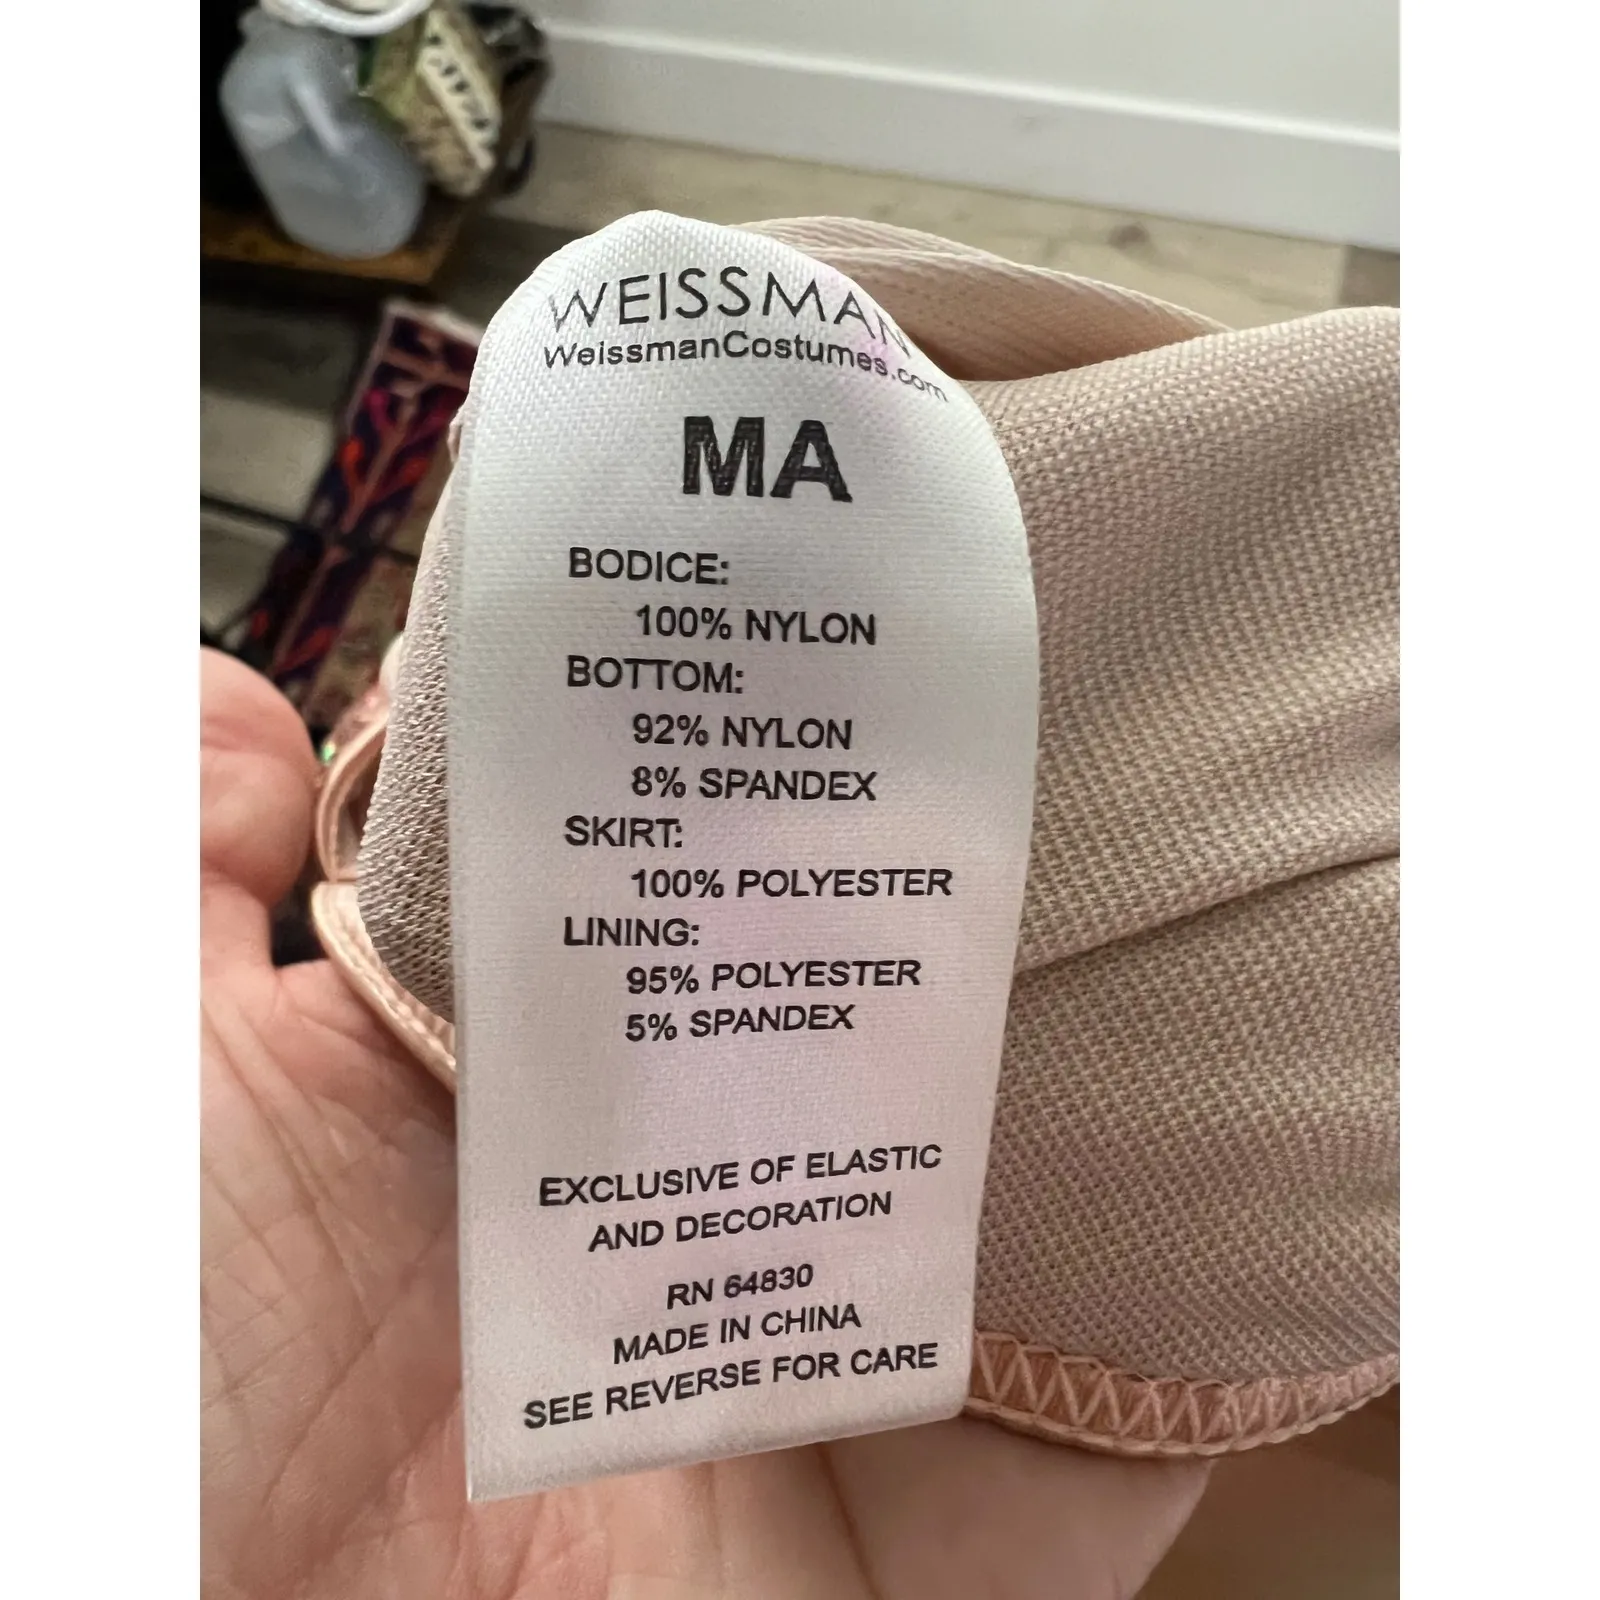 WEISSMAN
WeissmanCostumes.com
MA
BODICE:
100% NYLON
BOTTOM:
92% NYLON
8% SPANDEX
SKIRT:
100% POLYESTER
LINING:
95% POLYESTER
5% SPANDEX
EXCLUSIVE OF ELASTIC
AND DECORATION
RN 64830
MADE IN CHINA
SEE REVERSE FOR CARE